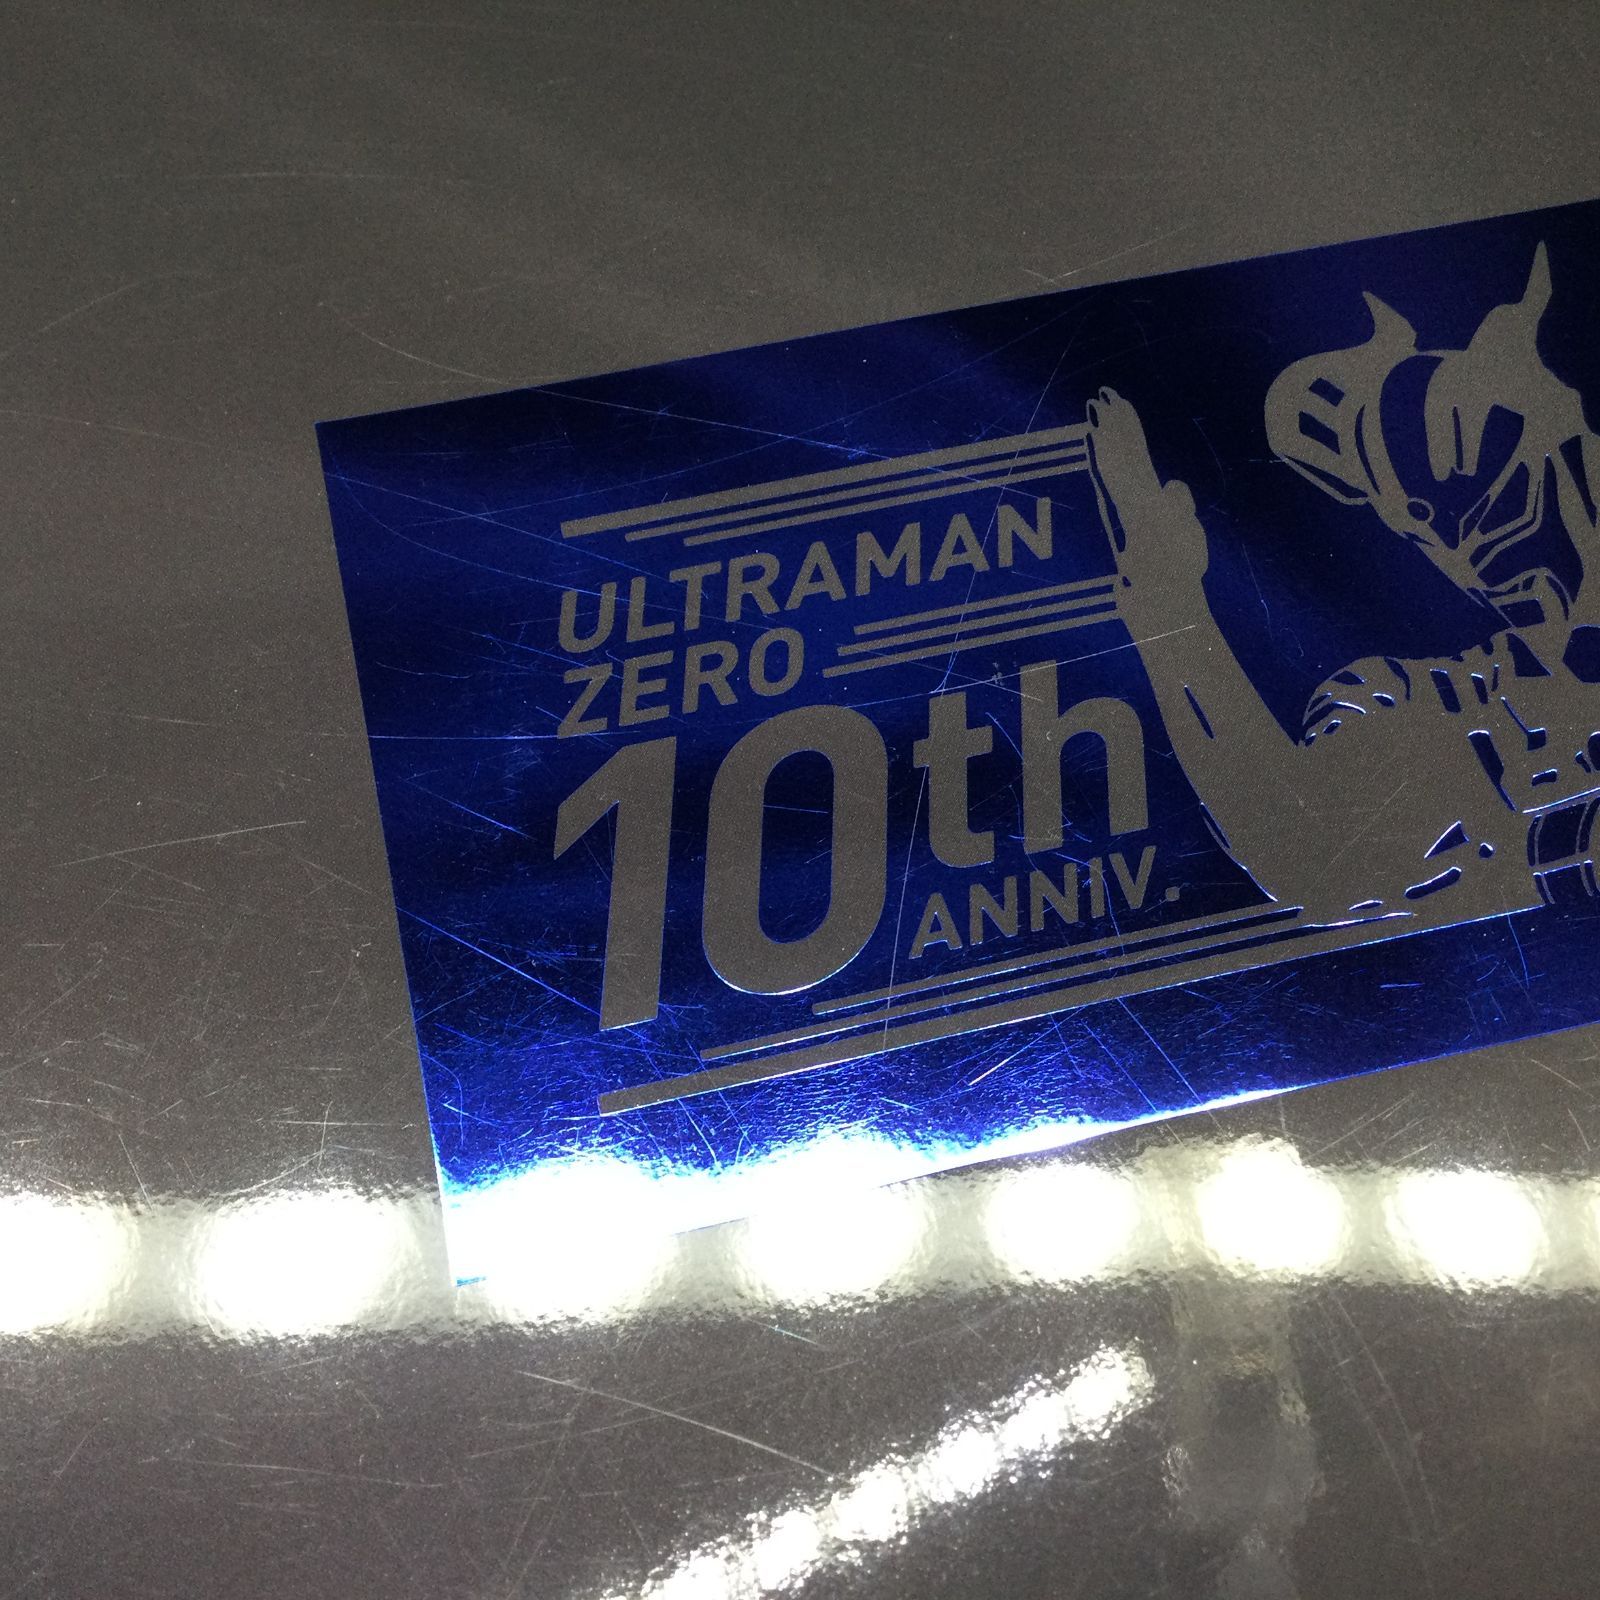 ULTRAMAN
ZERO
10th
ANNIV.